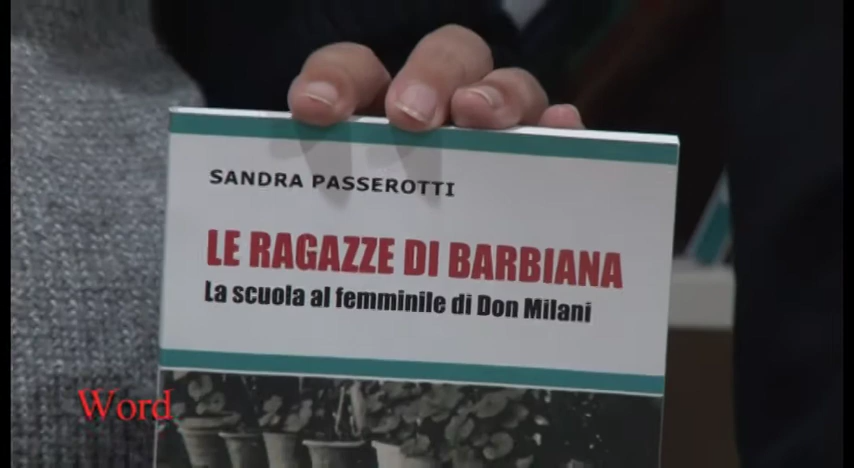 SANDRA PASSEROTTI
LE RAGAZZE DI BARBIANA
La scuola al femminile di Don Milani
Word